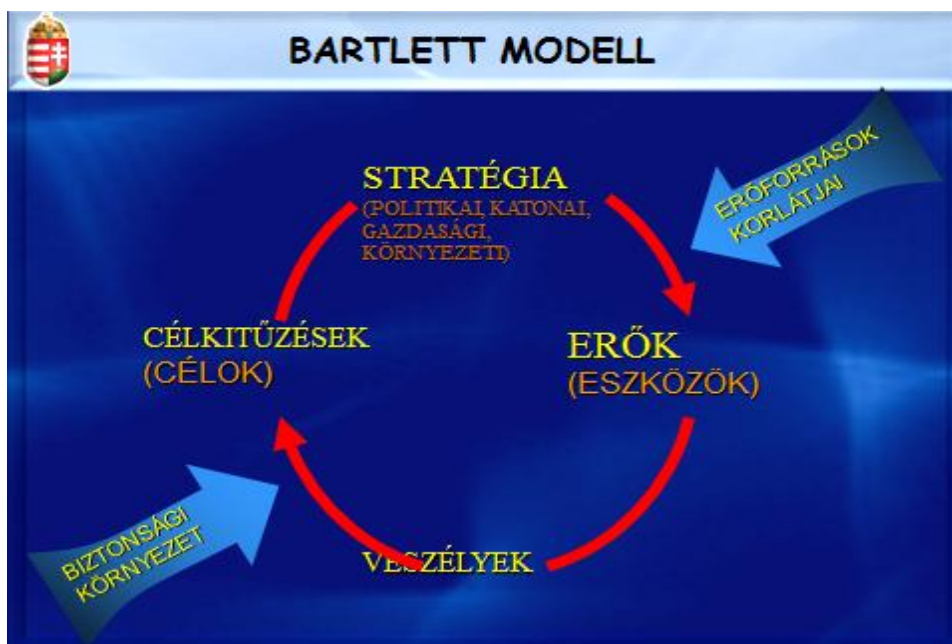 BARTLETT MODELL
STRATÉGIA
(POLITIKAI, KATONAI,
GAZDASÁGI,
KÖRNYEZETI)
ERŐFORRÁSOK
KORLÁTJAI
CÉLKITŰZÉSEK
(CÉLOK)
ERŐK
(ESZKÖZÖK)
BIZTONSÁGI
KÖRNYEZET
VESZÉLYEK